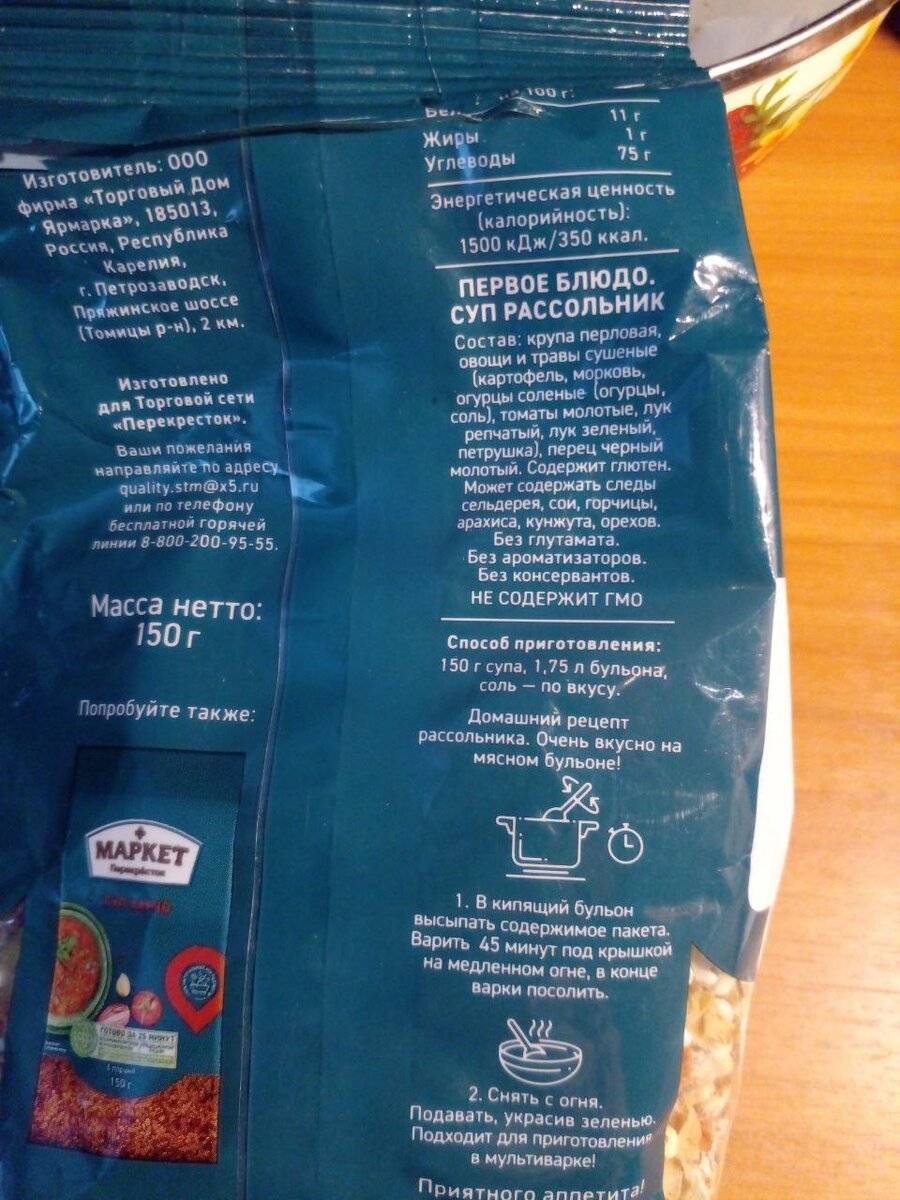 Изготовитель: ООО
фирма «Торговый Дом
Ярмарка», 185013,
Россия, Республика
Карелия,
г. Петрозаводск,
Пряжинское шоссе
(Томицы р-н), 2 км.
Изготовлено
для Торговой сети
«Перекресток».
Ваши пожелания
направляйте по адресу
quality.stm@x5.ru
или по телефону
бесплатной горячей
линии 8-800-200-95-55.
Масса нетто:
150 г
Попробуйте также:
МАРКЕТ
Перекрёсток
ГОТОВО ЗА 25 МИНУТ
150 г
100 г:
11 г
Жиры 1 г
Углеводы 75 г
Энергетическая ценность
(калорийность):
1500 кДж/350 ккал.
ПЕРВОЕ БЛЮДО.
СУП РАССОЛЬНИК
Состав: крупа перловая,
овощи и травы сушеные
(картофель, морковь,
огурцы соленые (огурцы,
соль), томаты молотые, лук
репчатый, лук зеленый,
петрушка), перец черный
молотый. Содержит глютен.
Может содержать следы
сельдерея, сои, горчицы,
арахиса, кунжута, орехов.
Без глутамата.
Без ароматизаторов.
Без консервантов.
НЕ СОДЕРЖИТ ГМО
Способ приготовления:
150 г супа, 1,75 л бульона,
соль — по вкусу.
Домашний рецепт
рассольника. Очень вкусно на
мясном бульоне!
1. В кипящий бульон
высыпать содержимое пакета.
Варить 45 минут под крышкой
на медленном огне, в конце
варки посолить.
2. Снять с огня.
Подавать, украсив зеленью.
Подходит для приготовления
в мультиварке!
Приятного аппетита!